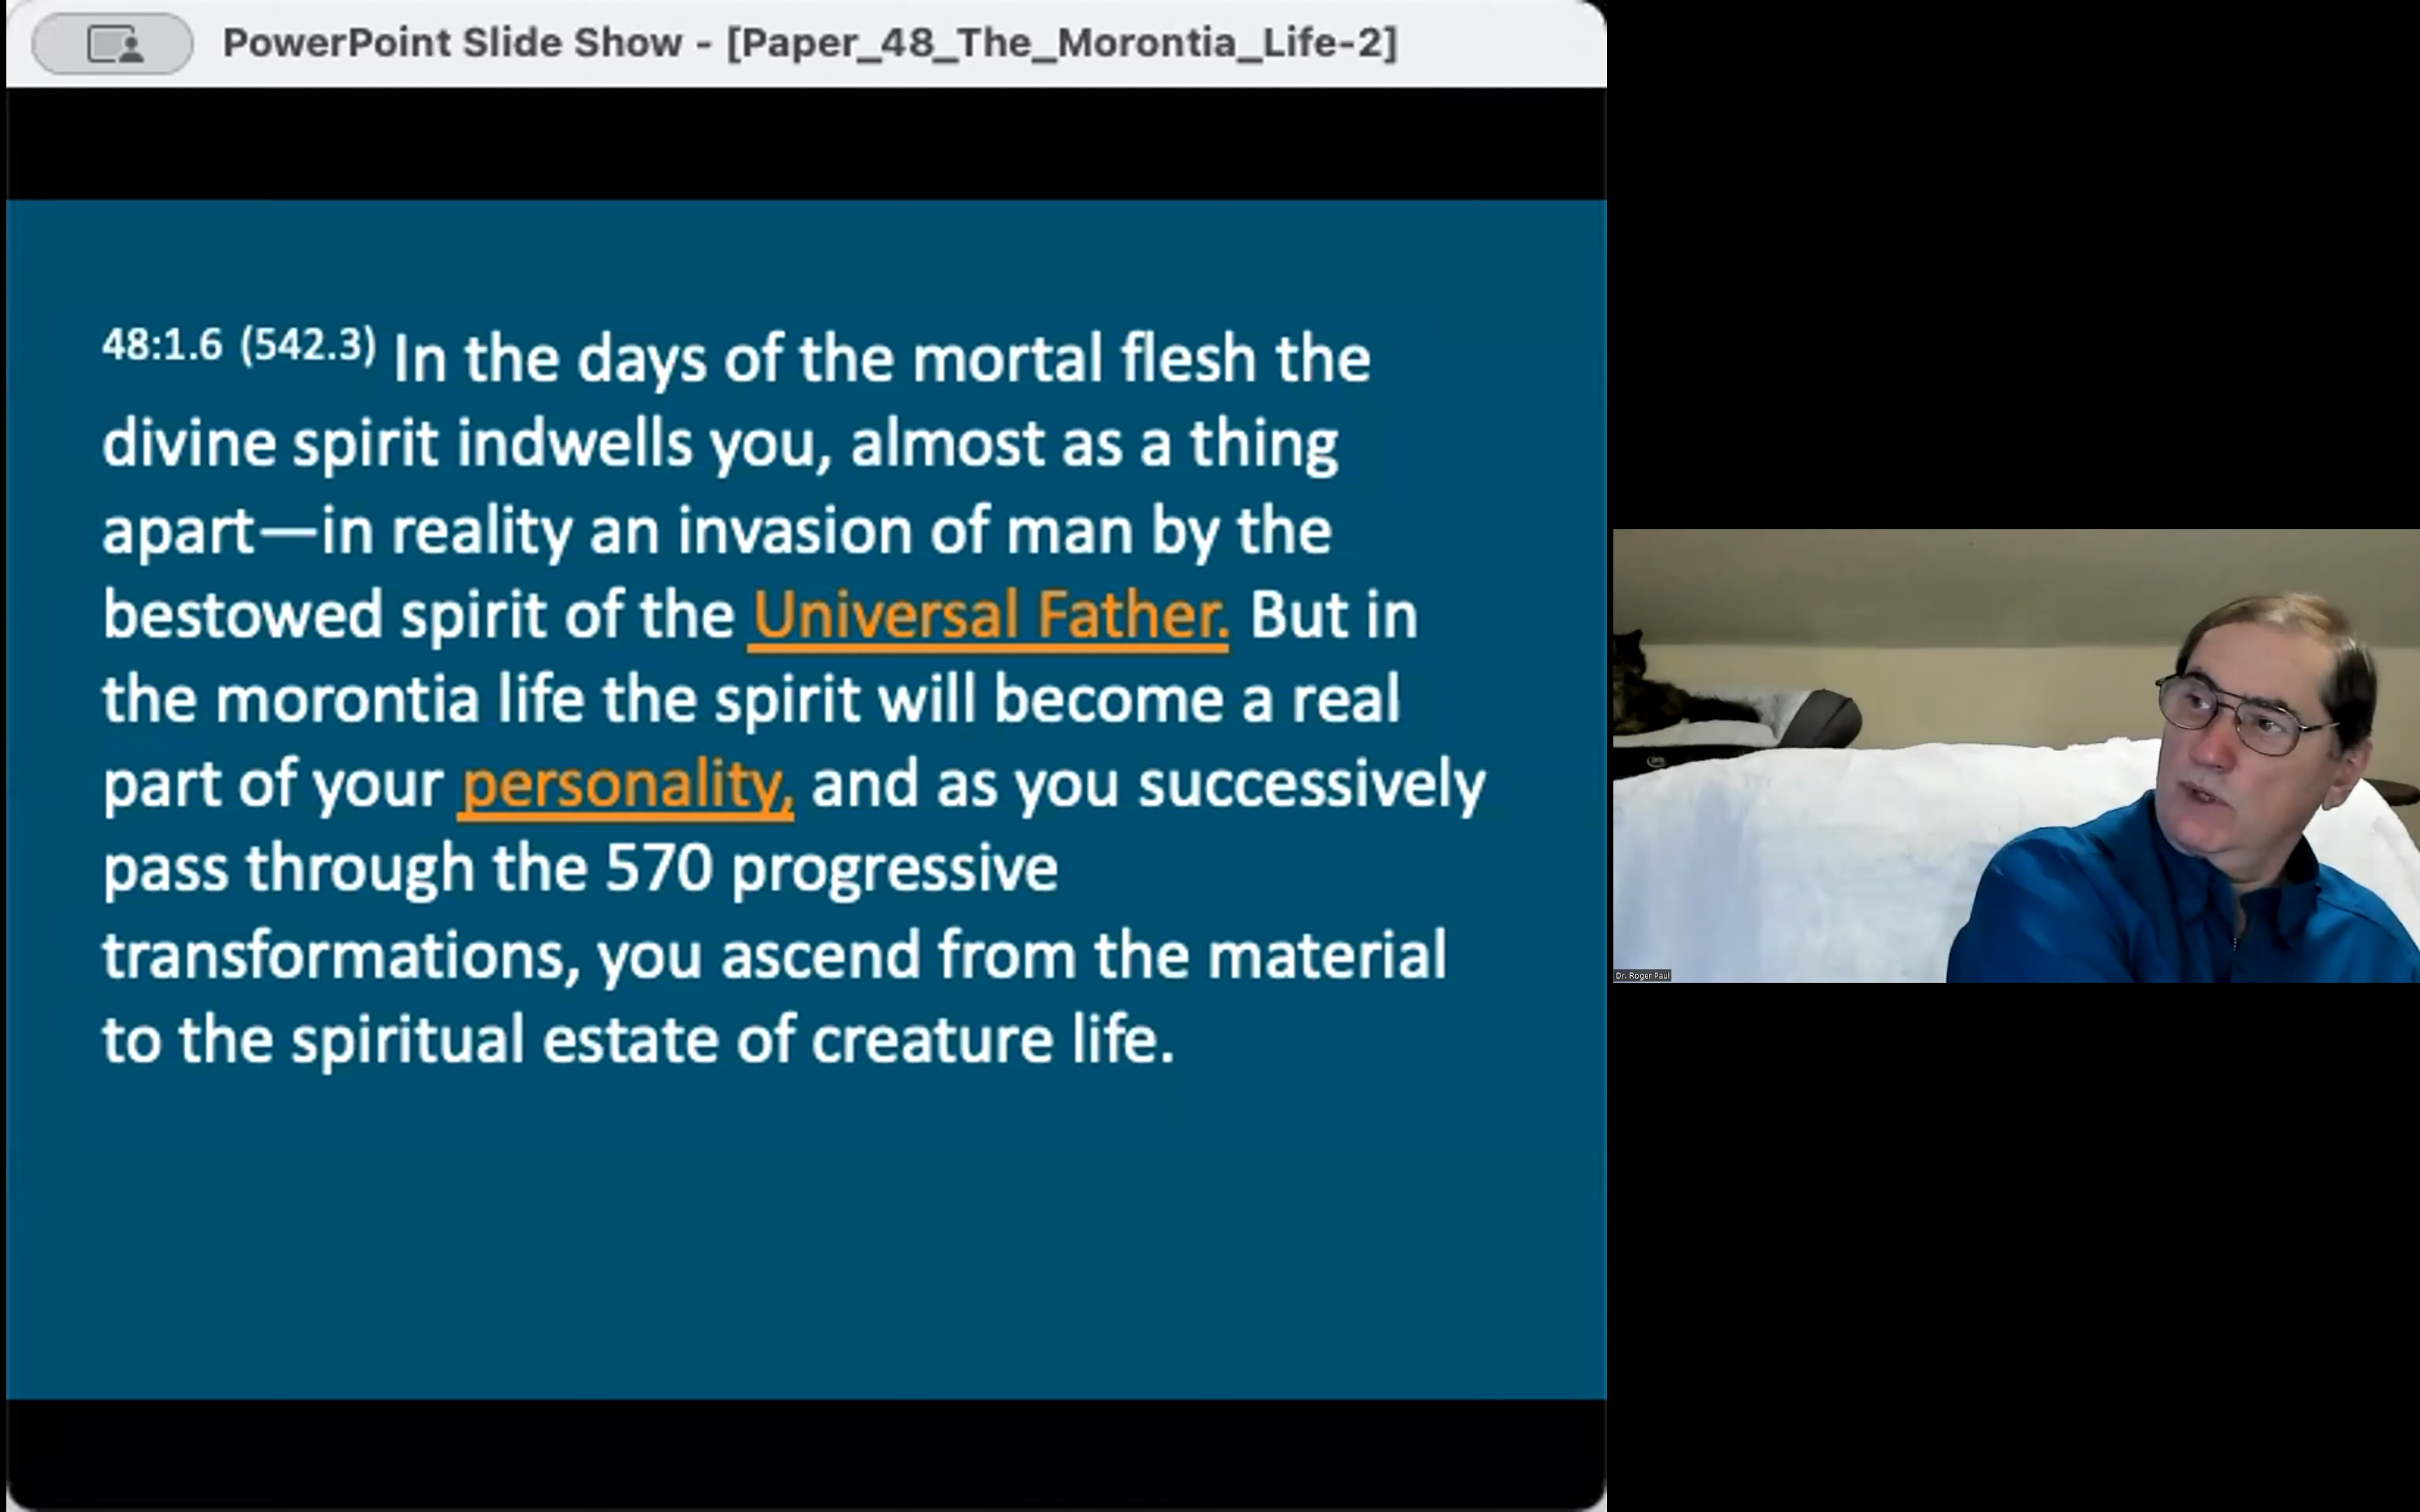 PowerPoint Slide Show - [Paper_48_The_Morontia_Life-2]
48:1.6 (542.3) In the days of the mortal flesh the
divine spirit indwells you, almost as a thing
apart—in reality an invasion of man by the
bestowed spirit of the Universal Father. But in
the morontia life the spirit will become a real
part of your personality, and as you successively
pass through the 570 progressive
transformations, you ascend from the material
to the spiritual estate of creature life.
Dr. Roger Paul